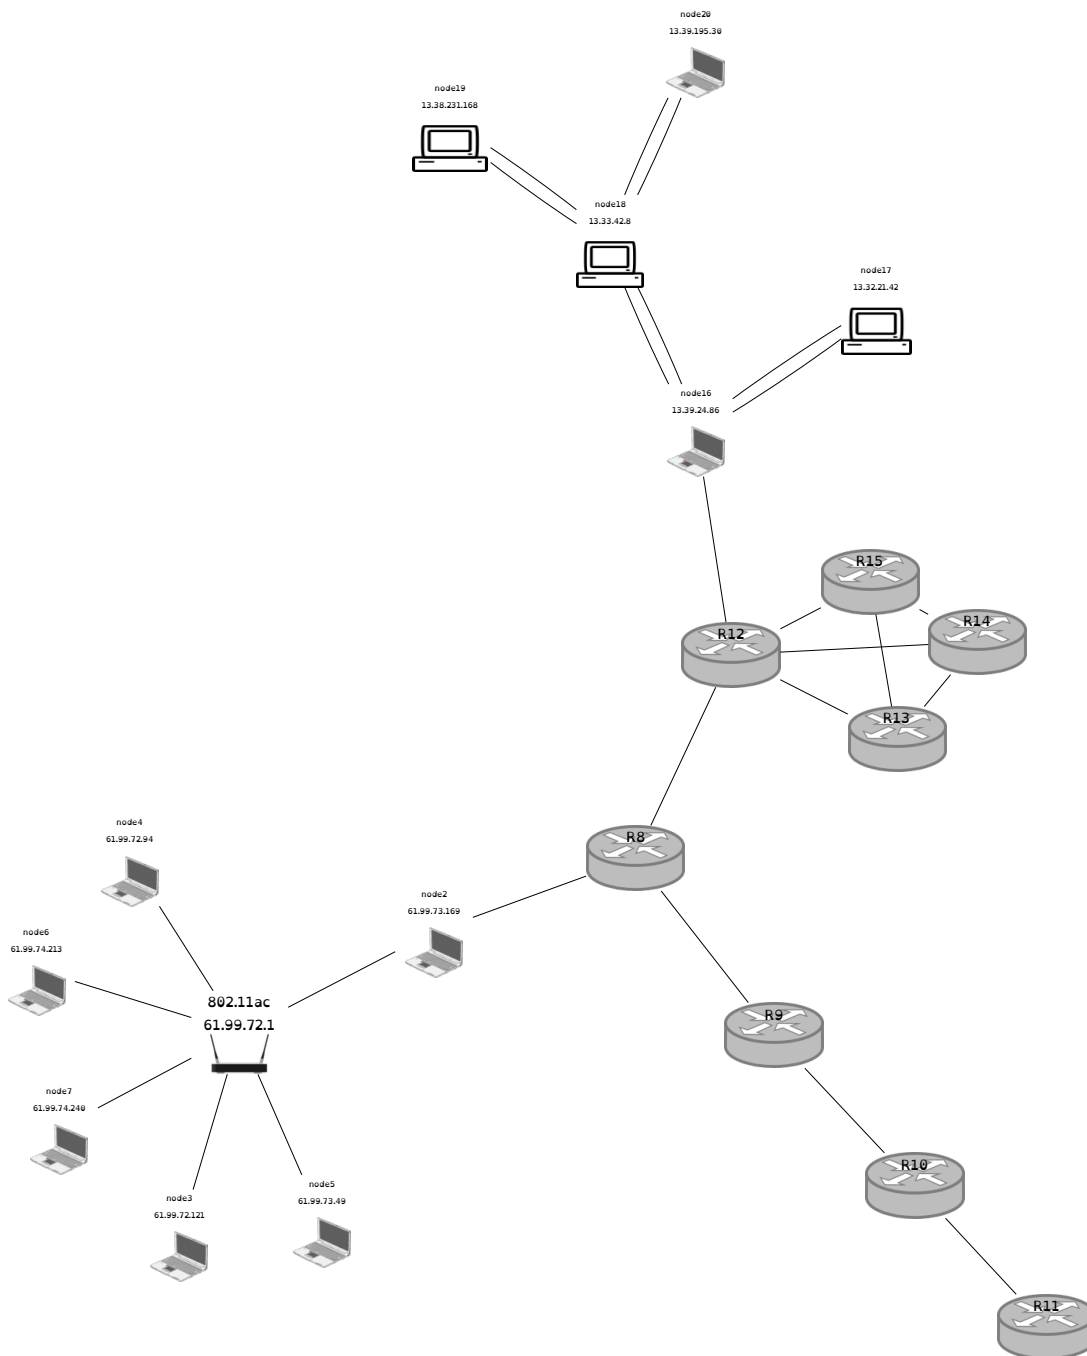 node20
13.39.195.30
node19
13.38.231.168
node18
13.33.42.8
node17
13.32.21.42
node16
13.39.24.86
R15
R14
R12
R13
R8
node4
61.99.72.94
node2
61.99.73.169
node6
61.99.74.213
802.11ac
61.99.72.1
R9
node7
61.99.74.240
R10
node3
61.99.72.121
node5
61.99.73.49
R11